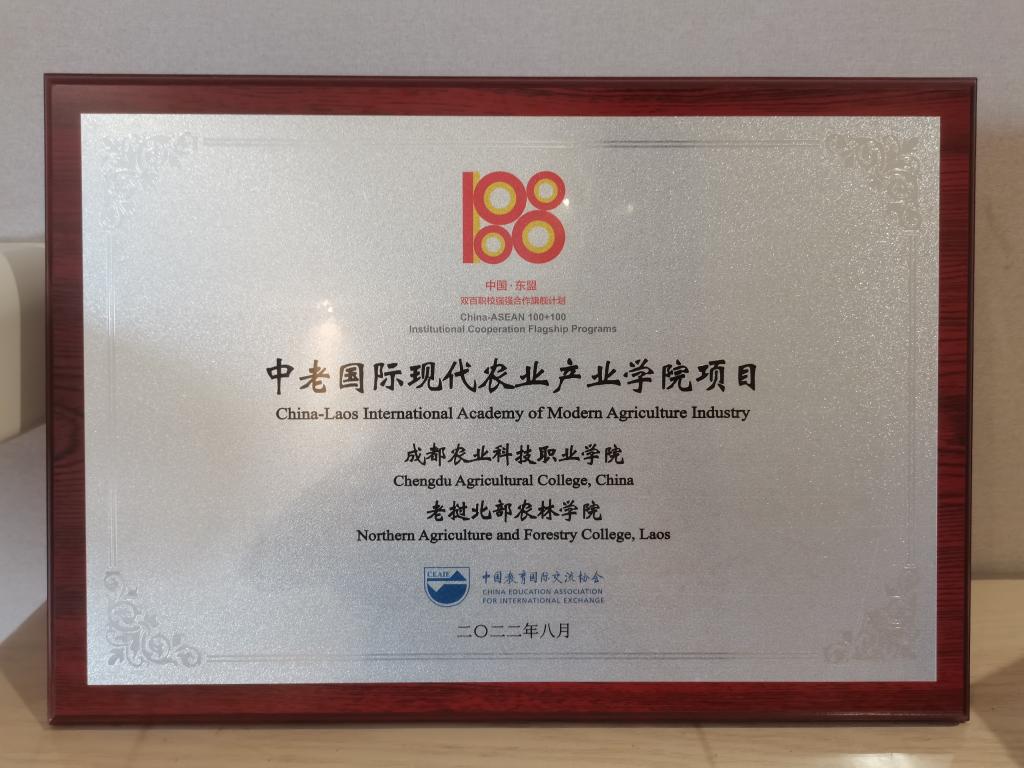 中国·东盟
双百职校强强合作旗舰计划
China-ASEAN 100+100
Institutional Cooperation Flagship Programs
中老国际现代农业产业学院项目
China-Laos International Academy of Modern Agriculture Industry
成都农业科技职业学院
Chengdu Agricultural College, China
老挝北部农林学院
Northern Agriculture and Forestry College, Laos
CEAIE
中国教育国际交流协会
CHINA EDUCATION ASSOCIATION
FOR INTERNATIONAL EXCHANGE
二〇二二年八月